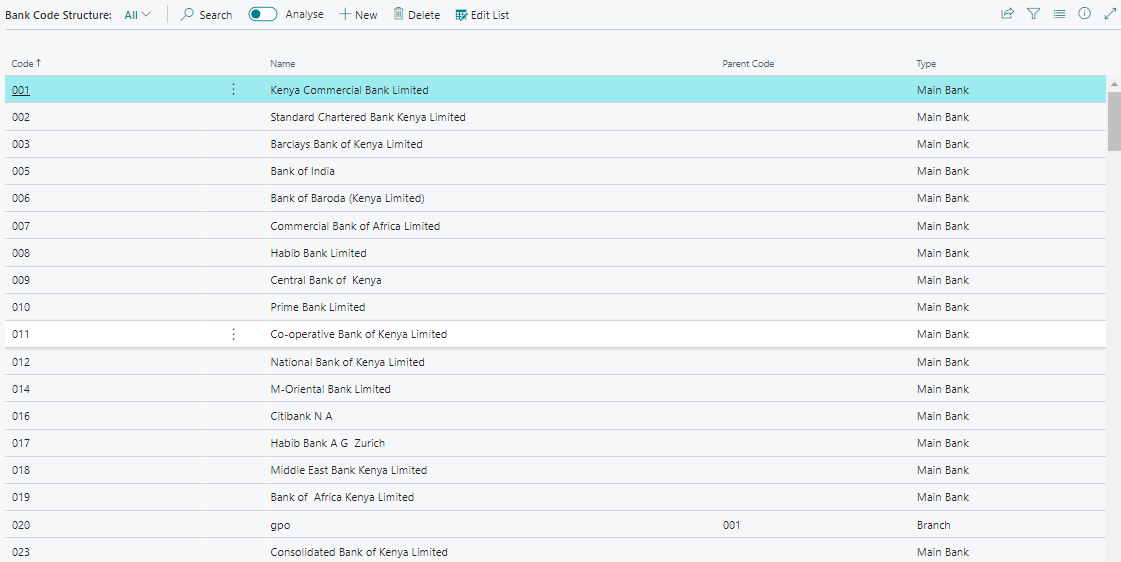 Bank Code Structure: All Search Analyse New Delete Edit List
Code ↑ Name Parent Code Type
001 Kenya Commercial Bank Limited Main Bank
002 Standard Chartered Bank Kenya Limited Main Bank
003 Barclays Bank of Kenya Limited Main Bank
005 Bank of India Main Bank
006 Bank of Baroda (Kenya Limited) Main Bank
007 Commercial Bank of Africa Limited Main Bank
008 Habib Bank Limited Main Bank
009 Central Bank of  Kenya Main Bank
010 Prime Bank Limited Main Bank
011 Co-operative Bank of Kenya Limited Main Bank
012 National Bank of Kenya Limited Main Bank
014 M-Oriental Bank Limited Main Bank
016 Citibank N A Main Bank
017 Habib Bank A G  Zurich Main Bank
018 Middle East Bank Kenya Limited Main Bank
019 Bank of  Africa Kenya Limited Main Bank
020 gpo 001 Branch
023 Consolidated Bank of Kenya Limited Main Bank